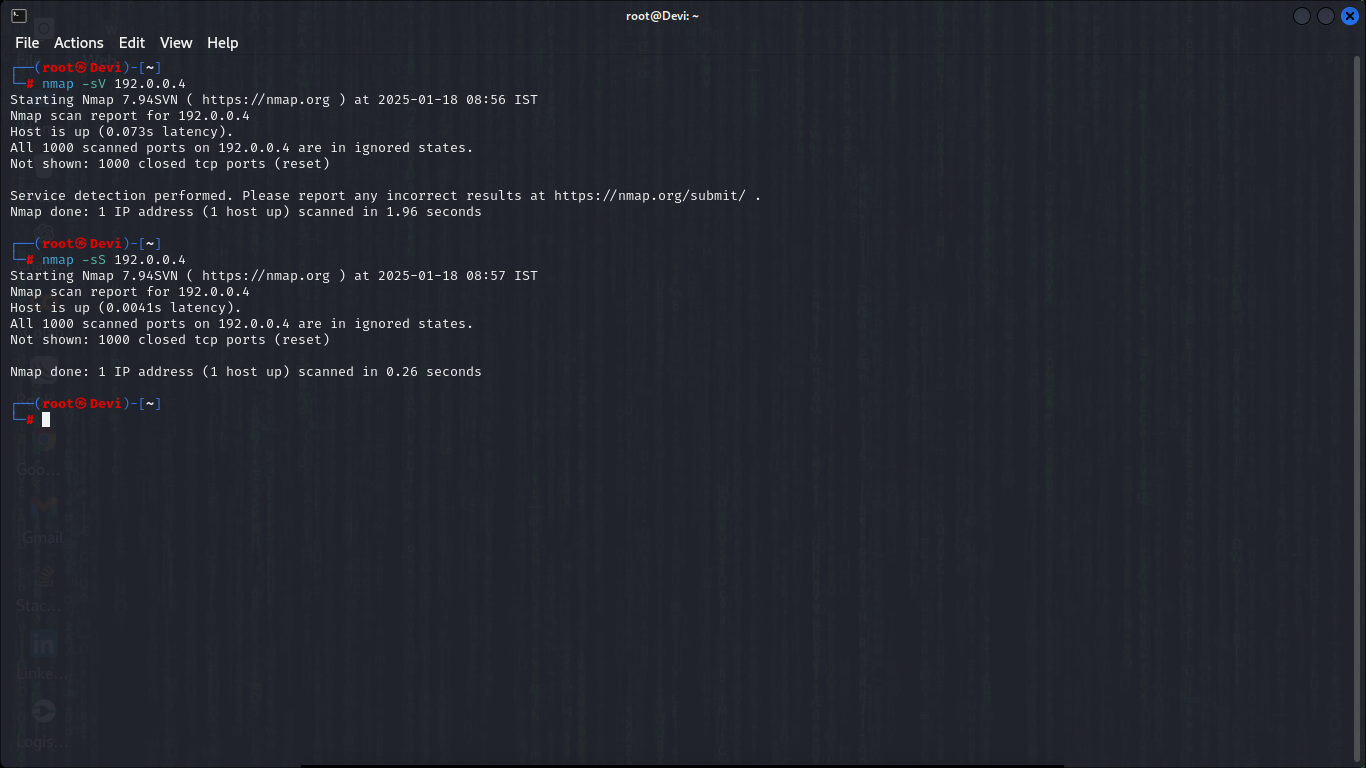 root@Devi: ~
File Actions Edit View Help
┌──(root㉿Devi)-[~]
└─# nmap -sV 192.0.0.4
Starting Nmap 7.94SVN ( https://nmap.org ) at 2025-01-18 08:56 IST
Nmap scan report for 192.0.0.4
Host is up (0.073s latency).
All 1000 scanned ports on 192.0.0.4 are in ignored states.
Not shown: 1000 closed tcp ports (reset)
Service detection performed. Please report any incorrect results at https://nmap.org/submit/ .
Nmap done: 1 IP address (1 host up) scanned in 1.96 seconds
┌──(root㉿Devi)-[~]
└─# nmap -sS 192.0.0.4
Starting Nmap 7.94SVN ( https://nmap.org ) at 2025-01-18 08:57 IST
Nmap scan report for 192.0.0.4
Host is up (0.0041s latency).
All 1000 scanned ports on 192.0.0.4 are in ignored states.
Not shown: 1000 closed tcp ports (reset)
Nmap done: 1 IP address (1 host up) scanned in 0.26 seconds
┌──(root㉿Devi)-[~]
└─#
Goo...
Gmail
Stac...
Linke...
Logis...